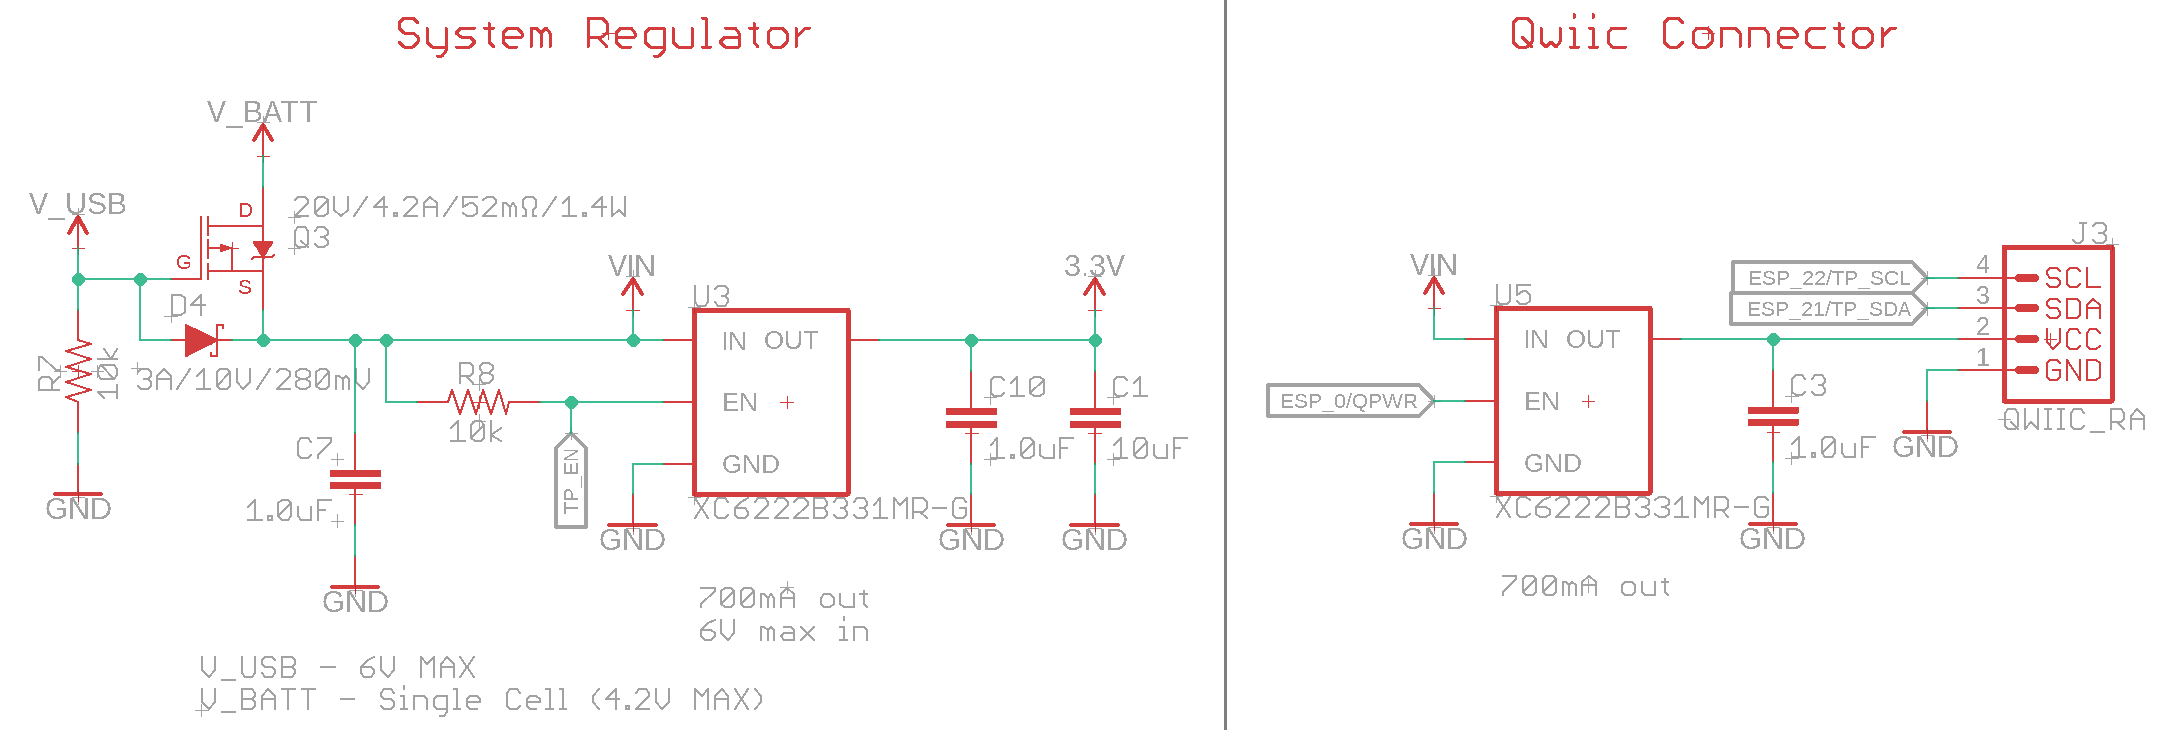 System Regulator
V_BATT
V_USB
20V/4.2A/52mΩ/1.4W
Q3
D
G
S
D4
3A/10V/280mV
R7
10k
C7
1.0uF
GND
GND
R8
10k
TP_EN
VIN
U3
IN OUT
EN
GND
XC6222B331MR-G
GND
3.3V
C10
1.0uF
GND
C1
10uF
GND
700mA out
6V max in
V_USB - 6V MAX
V_BATT - Single Cell (4.2V MAX)
Qwiic Connector
VIN
U5
IN OUT
EN
GND
ESP_0/QPWR
XC6222B331MR-G
GND
700mA out
C3
1.0uF
GND
ESP_22/TP_SCL
ESP_21/TP_SDA
J3
4 SCL
3 SDA
2 VCC
1 GND
QWIIC_RA
GND